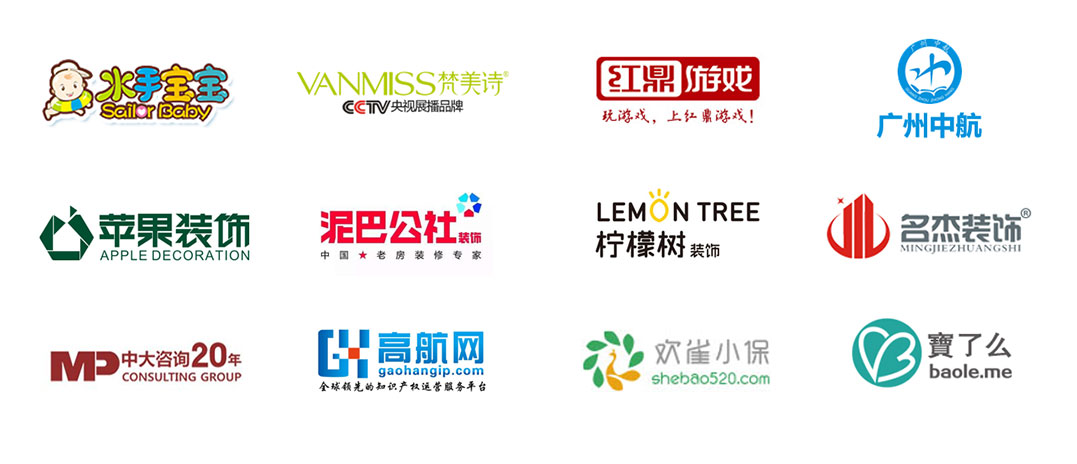 水手宝宝
Sailor Baby
VANMISS梵美诗®
CCTV央视展播品牌
红鼎游戏
玩游戏，上红鼎游戏！
广州中航
广州中航
苹果装饰
APPLE DECORATION
泥巴公社装饰
中国★老房装修专家
LEMON TREE
柠檬树装饰
名杰装饰®
MINGJIEZHUANGSHI
MP中大咨询20年
CONSULTING GROUP
高航网
gaohangip.com
全球领先的知识产权运营服务平台
欢雀小保
shebao520.com
寶了么
baole.me